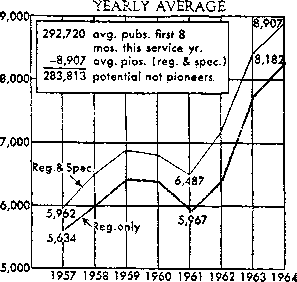 YEARLY AVERAGE
292,720 avg. pubs. first 8
mos. this service yr.
–8,907 avg. pios. (reg. & spec.)
283,813 potential not pioneers.
9,000
8,907
8,182
7,000
Reg. & Spec.
6,487
6,000
5,962
5,967
Reg. only
5,634
5,000
1957 1958 1959 1960 1961 1962 1963 1964